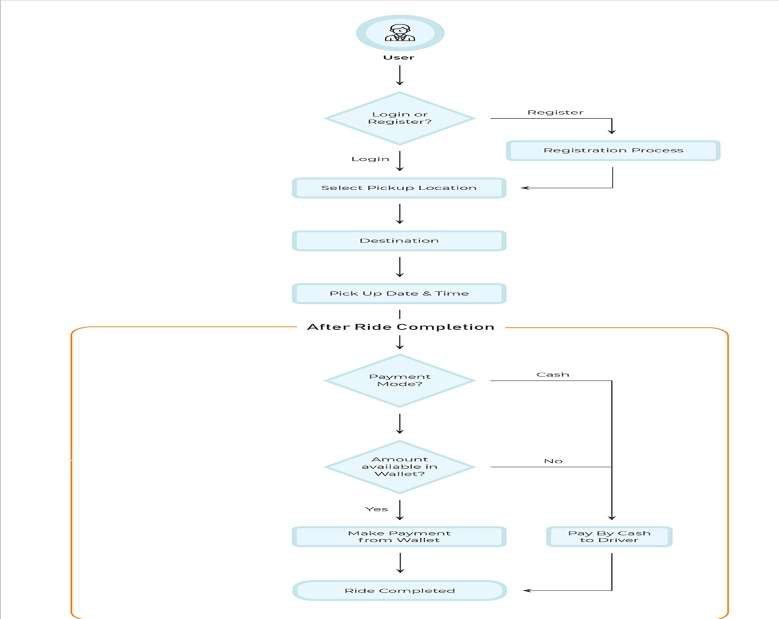 User
Login or
Register?
Register
Registration Process
Login
Select Pickup Location
Destination
Pick Up Date & Time
After Ride Completion
Payment
Mode?
Cash
Amount
available in
Wallet?
No
Yes
Make Payment
from Wallet
Pay By Cash
to Driver
Ride Completed